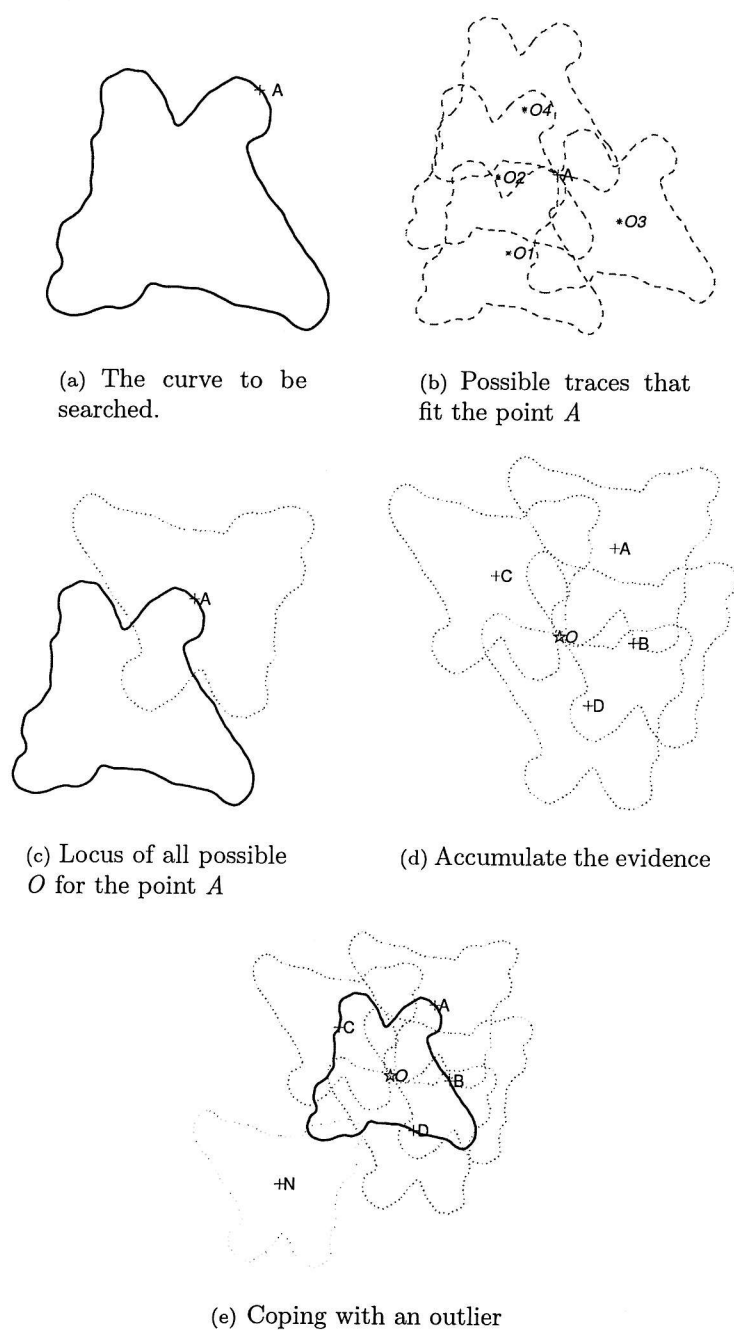 A
O4
A
O2
O3
O1
(a) The curve to be
searched.
(b) Possible traces that
fit the point A
A
A
C
O
B
D
(c) Locus of all possible
O for the point A
(d) Accumulate the evidence
A
C
O
B
D
N
(e) Coping with an outlier